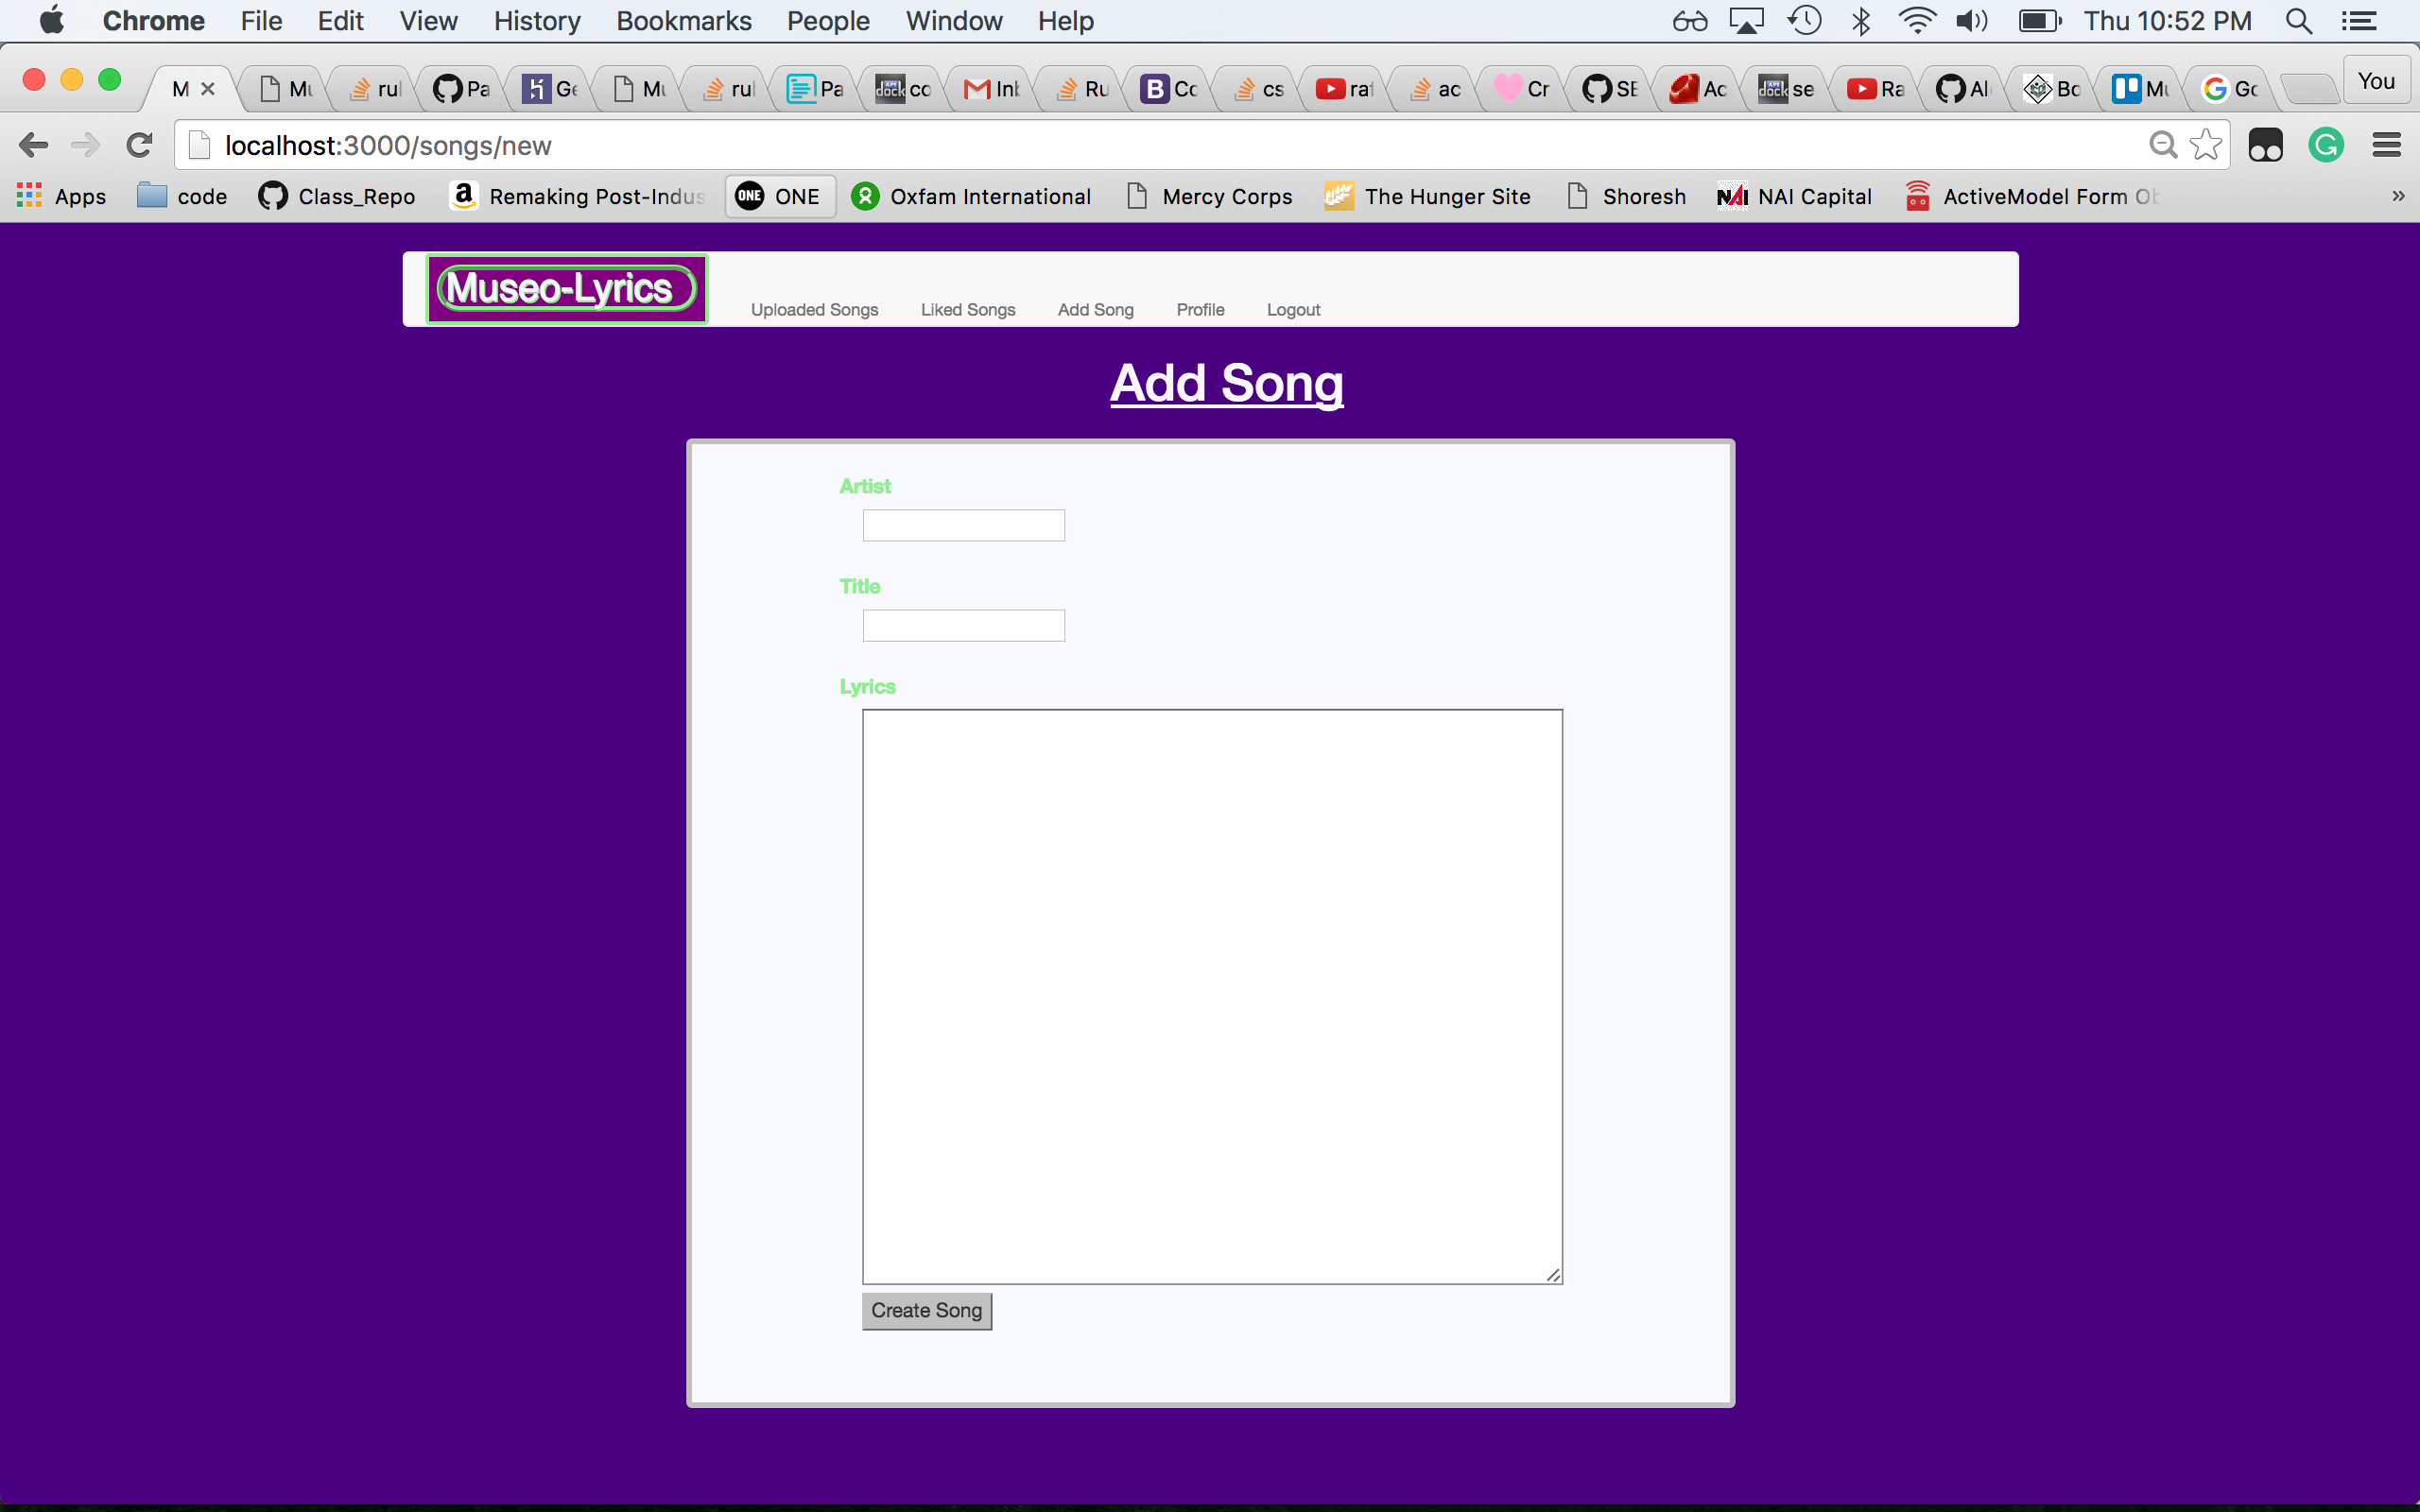 Chrome File Edit View History Bookmarks People Window Help Thu 10:52 PM
M Mu rul Pa Ge Mu rul Pa co Inb Ru B Co cs raf ac Cr SE Ac se Ra Al Bo Mu Go You
localhost:3000/songs/new
Apps code Class_Repo Remaking Post-Indus ONE ONE Oxfam International Mercy Corps The Hunger Site Shoresh NAI NAI Capital ActiveModel Form Ob »
Museo-Lyrics Uploaded Songs Liked Songs Add Song Profile Logout
Add Song
Artist
Title
Lyrics
Create Song